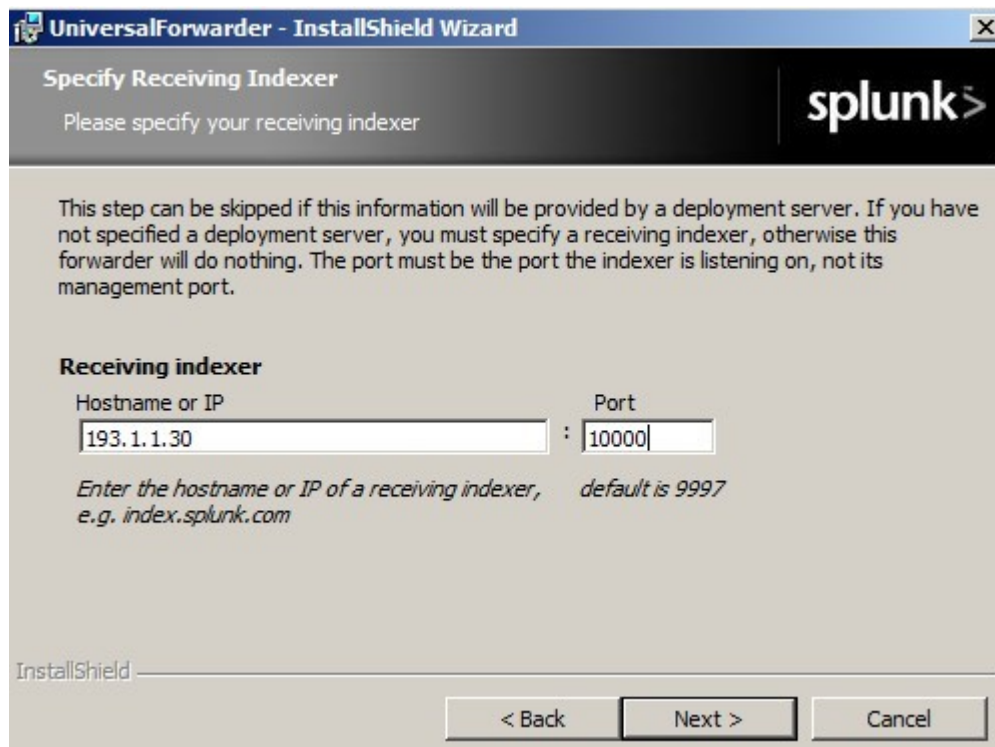 UniversalForwarder - InstallShield Wizard
Specify Receiving Indexer
Please specify your receiving indexer
splunk>
This step can be skipped if this information will be provided by a deployment server. If you have
not specified a deployment server, you must specify a receiving indexer, otherwise this
forwarder will do nothing. The port must be the port the indexer is listening on, not its
management port.
Receiving indexer
Hostname or IP Port
193.1.1.30 : 10000
Enter the hostname or IP of a receiving indexer, default is 9997
e.g. index.splunk.com
InstallShield
< Back Next > Cancel